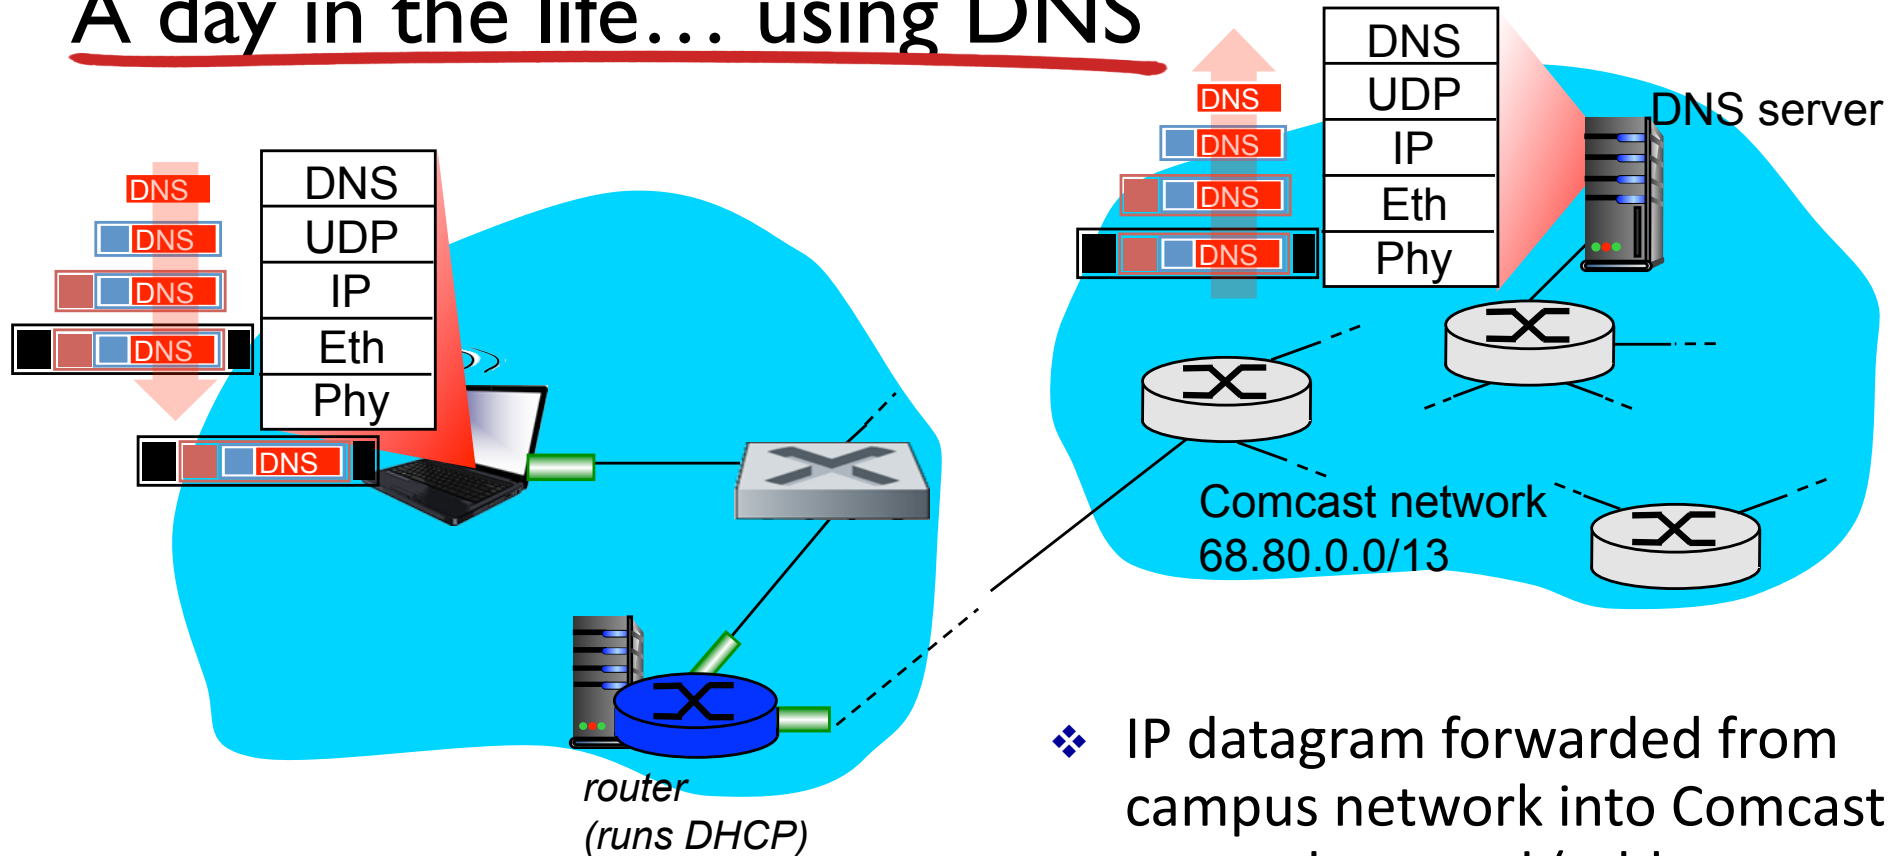 A day in the life… using DNS
DNS
DNS
DNS
DNS
DNS
UDP
IP
Eth
Phy
DNS
DNS
DNS
DNS
DNS
DNS
UDP
IP
Eth
Phy
DNS server
Comcast network
68.80.0.0/13
router
(runs DHCP)
❖ IP datagram forwarded from
campus network into Comcast